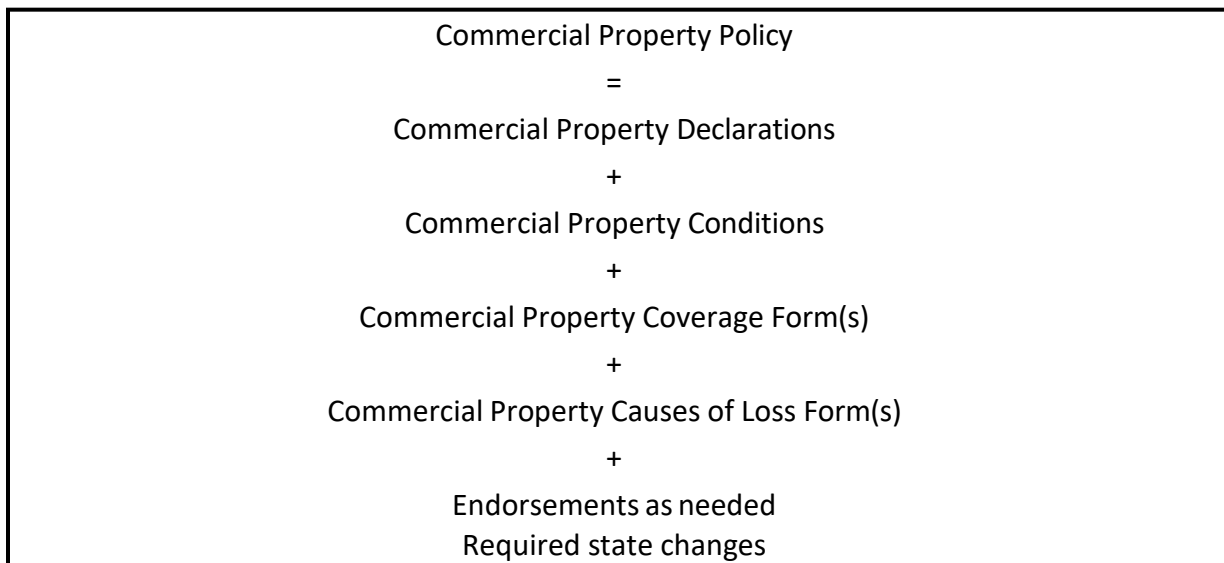 Commercial Property Policy
=
Commercial Property Declarations
+
Commercial Property Conditions
+
Commercial Property Coverage Form(s)
+
Commercial Property Causes of Loss Form(s)
+
Endorsements as needed
Required state changes